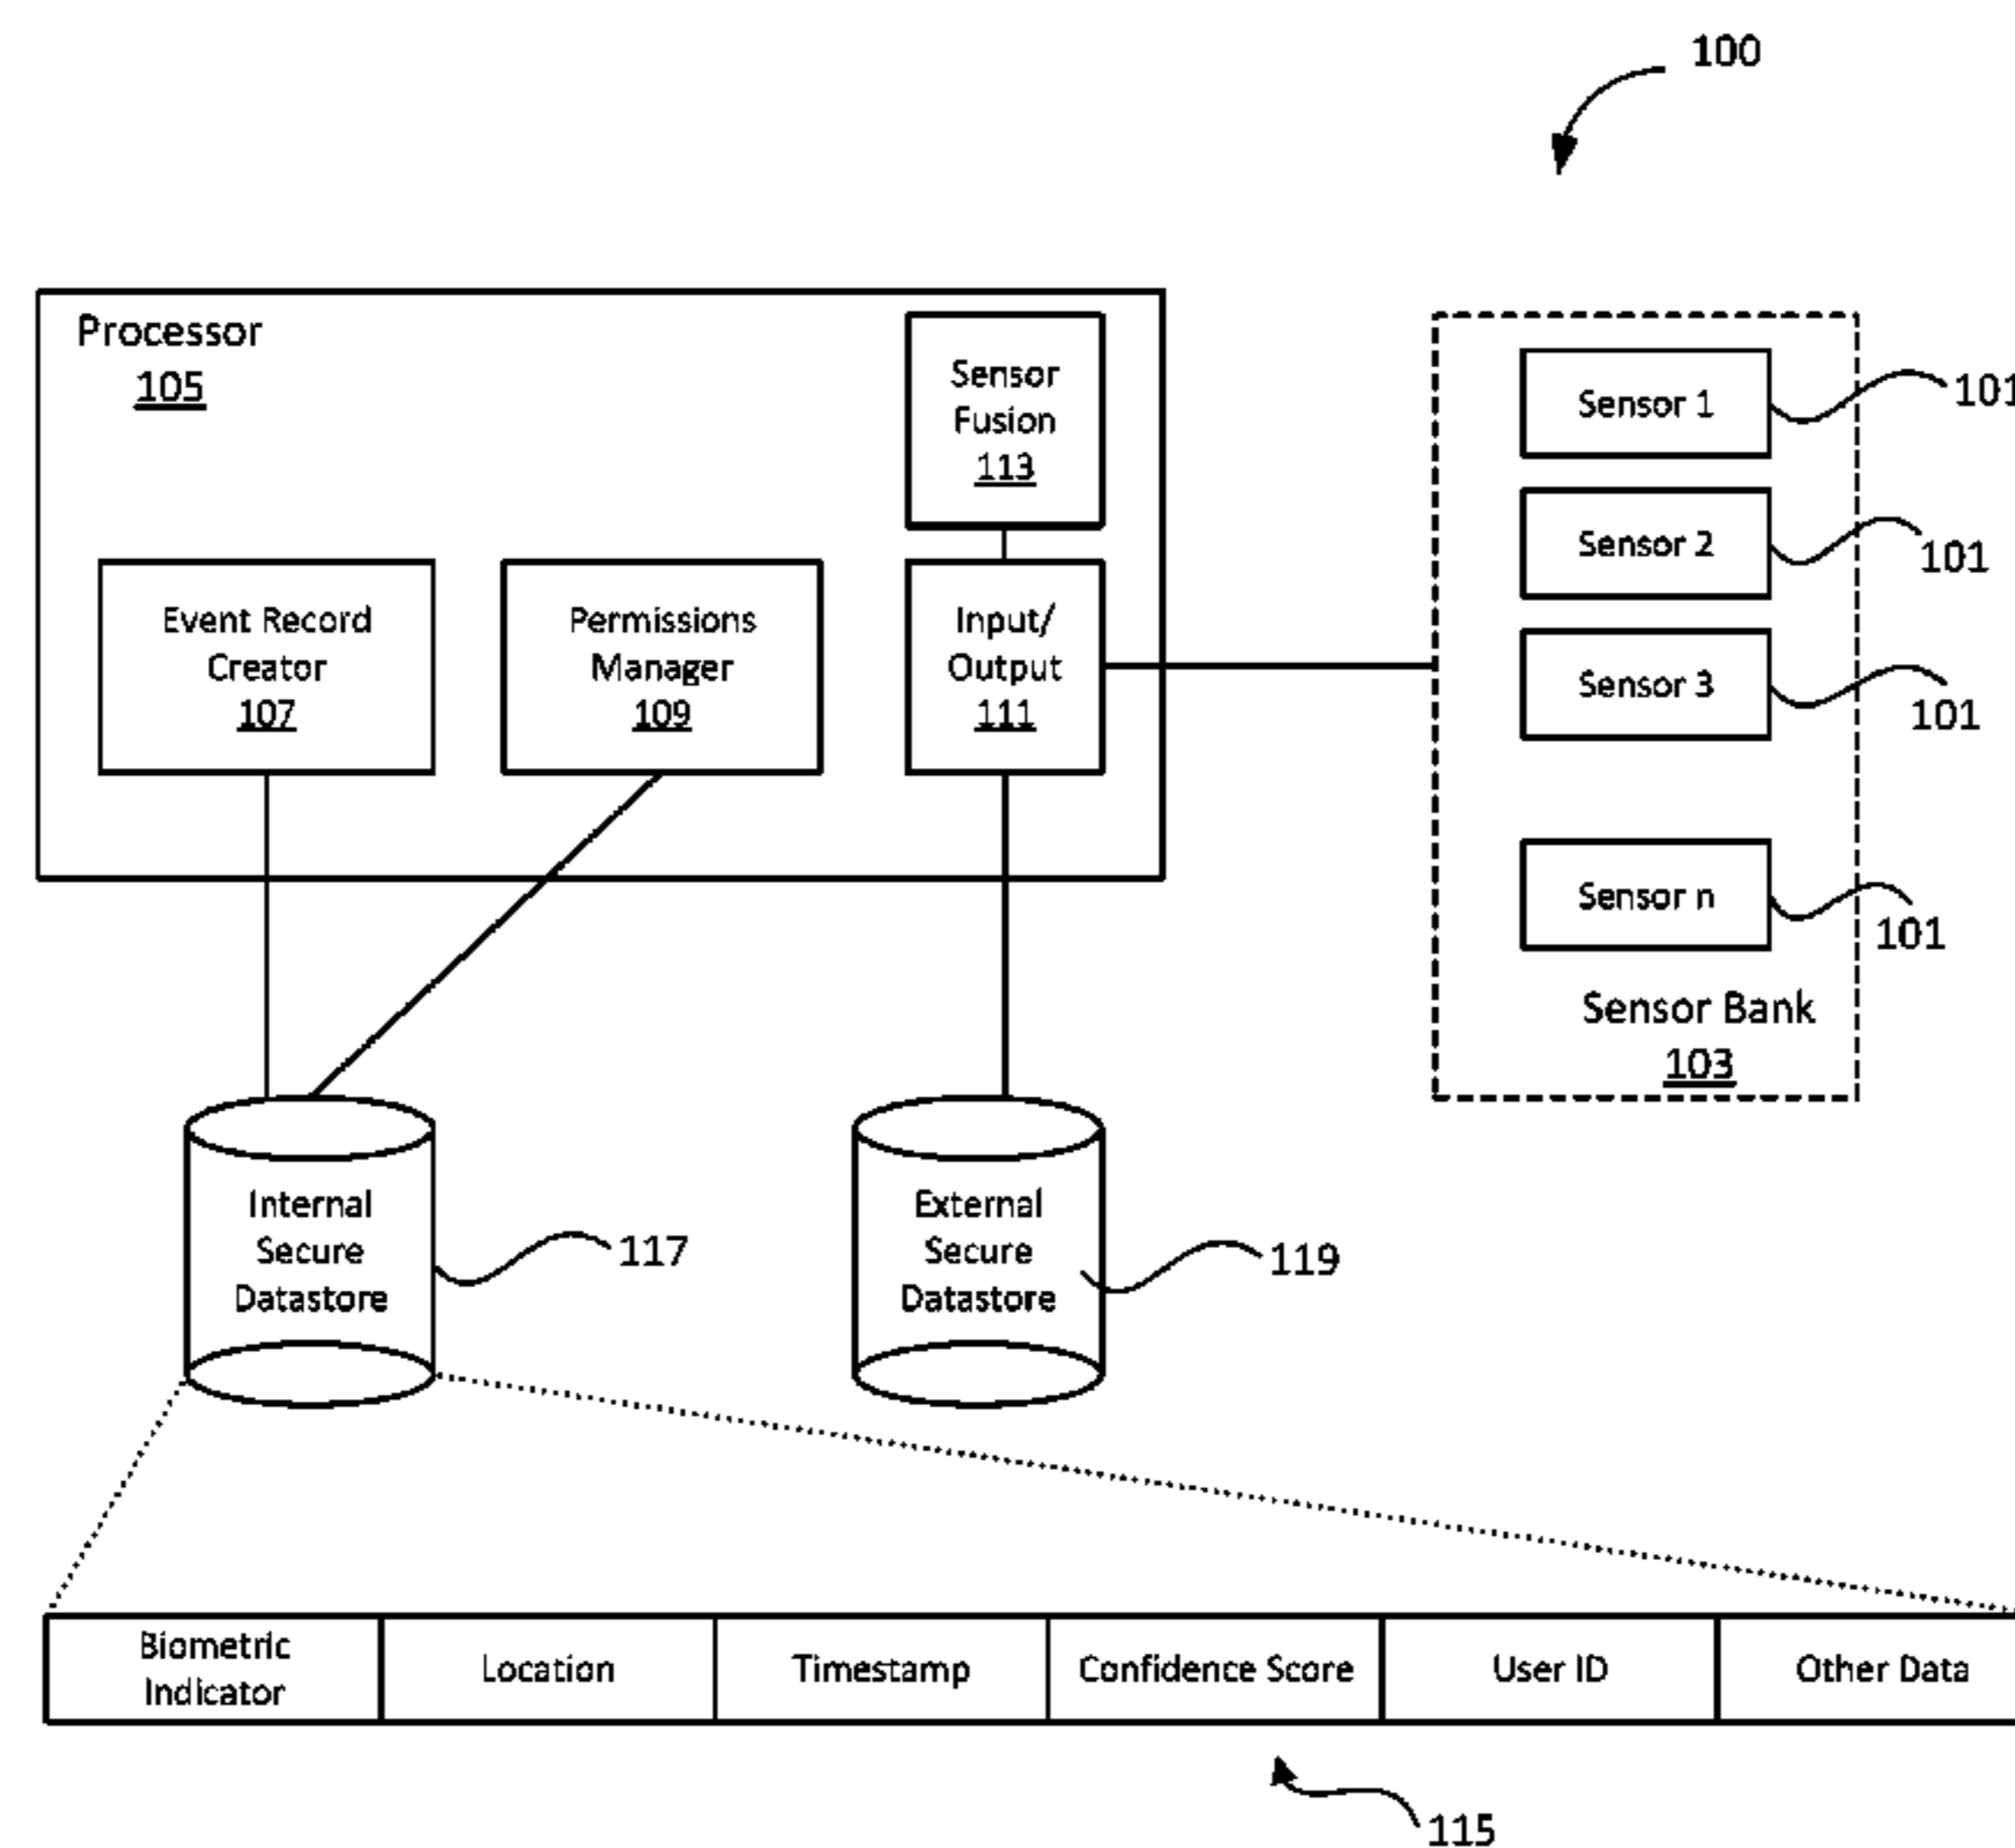 100
Processor
105
Sensor
Fusion
113
Event Record
Creator
107
Permissions
Manager
109
Input/
Output
111
Sensor 1
101
Sensor 2
101
Sensor 3
101
Sensor n
101
Sensor Bank
103
Internal
Secure
Datastore
117
External
Secure
Datastore
119
Biometric
Indicator
Location
Timestamp
Confidence Score
User ID
Other Data
115